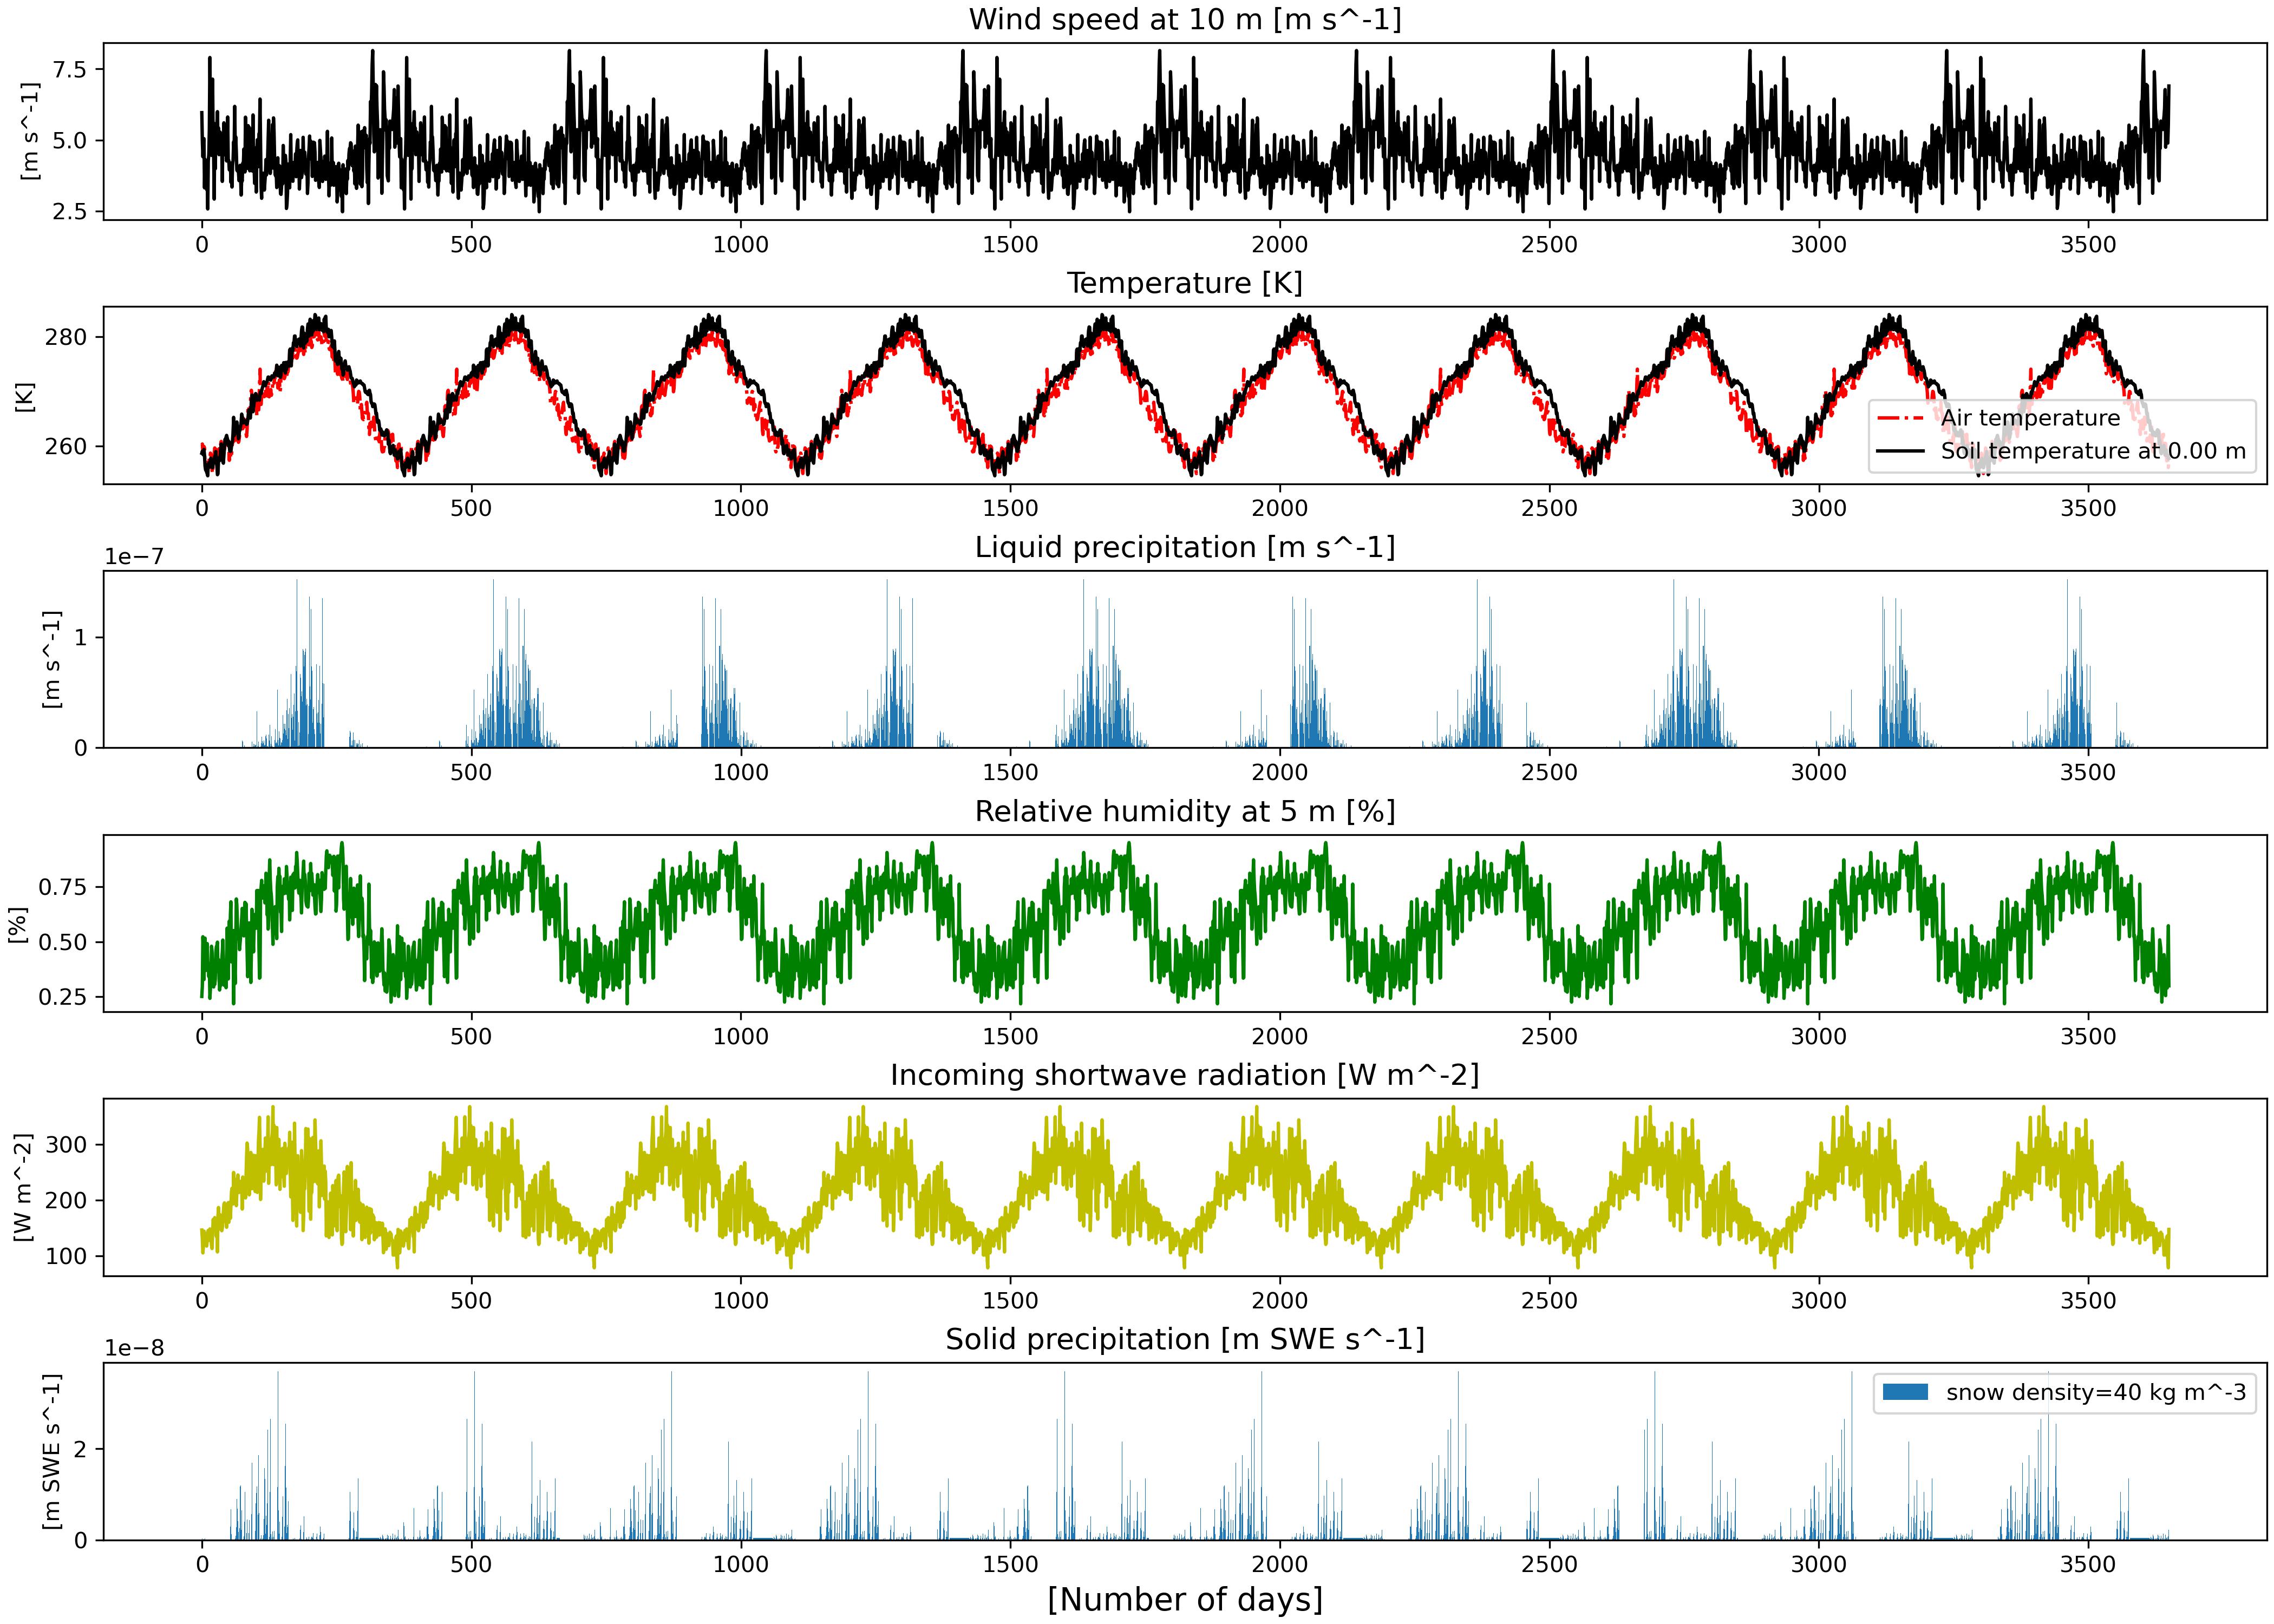 Wind speed at 10 m [m s^-1]
[m s^-1]
7.5
5.0
2.5
0 500 1000 1500 2000 2500 3000 3500
Temperature [K]
[K]
280
260
Air temperature
Soil temperature at 0.00 m
0 500 1000 1500 2000 2500 3000 3500
Liquid precipitation [m s^-1]
1e−7
[m s^-1]
1
0
0 500 1000 1500 2000 2500 3000 3500
Relative humidity at 5 m [%]
[%]
0.75
0.50
0.25
0 500 1000 1500 2000 2500 3000 3500
Incoming shortwave radiation [W m^-2]
[W m^-2]
300
200
100
0 500 1000 1500 2000 2500 3000 3500
Solid precipitation [m SWE s^-1]
1e−8
[m SWE s^-1]
2
0
snow density=40 kg m^-3
0 500 1000 1500 2000 2500 3000 3500
[Number of days]